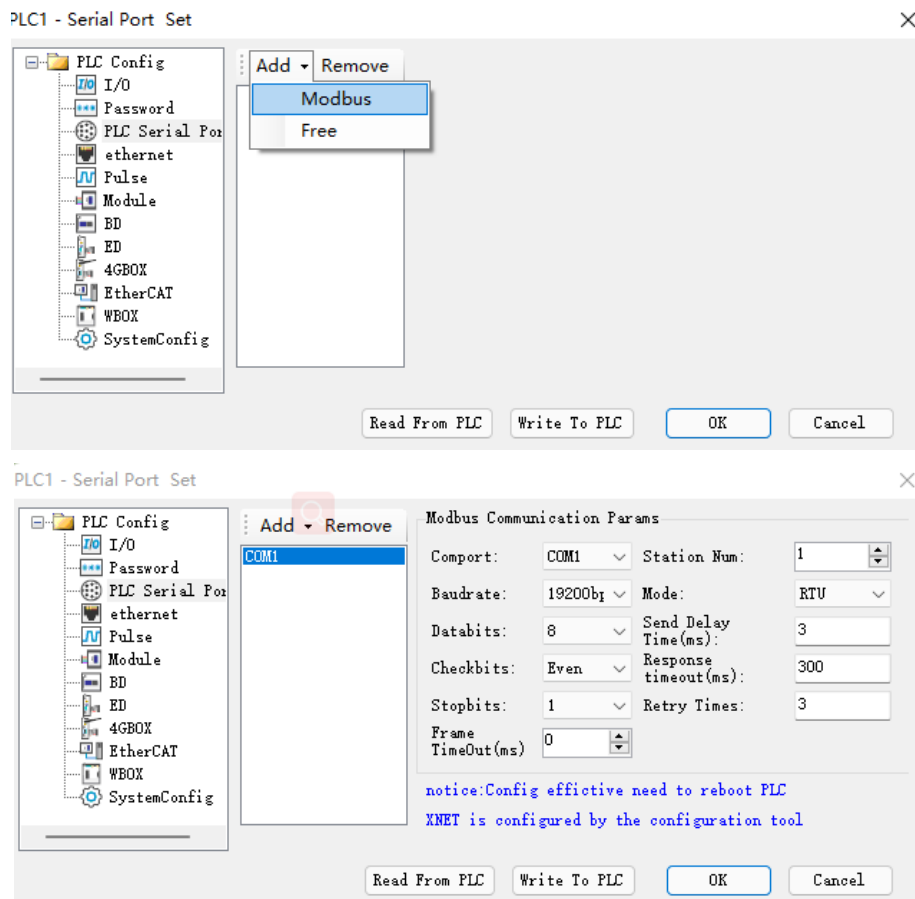 PLC1 - Serial Port Set
PLC Config
I/O
Password
PLC Serial Por
ethernet
Pulse
Module
BD
ED
4GBOX
EtherCAT
WBOX
SystemConfig
Add Remove
Modbus
Free
Read From PLC Write To PLC OK Cancel
PLC1 - Serial Port Set
PLC Config
I/O
Password
PLC Serial Por
ethernet
Pulse
Module
BD
ED
4GBOX
EtherCAT
WBOX
SystemConfig
Add Remove
COM1
Modbus Communication Params
Comport: COM1 Station Num: 1
Baudrate: 19200bp Mode: RTU
Databits: 8 Send Delay
Time(ms): 3
Checkbits: Even Response
timeout(ms): 300
Stopbits: 1 Retry Times: 3
Frame
TimeOut(ms) 0
notice:Config effictive need to reboot PLC
XNET is configured by the configuration tool
Read From PLC Write To PLC OK Cancel